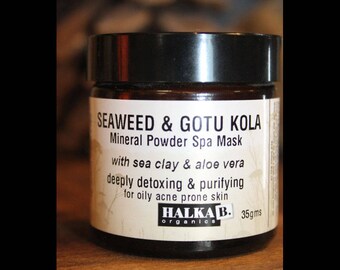 SEAWEED & GOTU KOLA
Mineral Powder Spa Mask
with sea clay & aloe vera
deeply detoxing & purifying
for oily acne prone skin
HALKA B.
organics
35gms